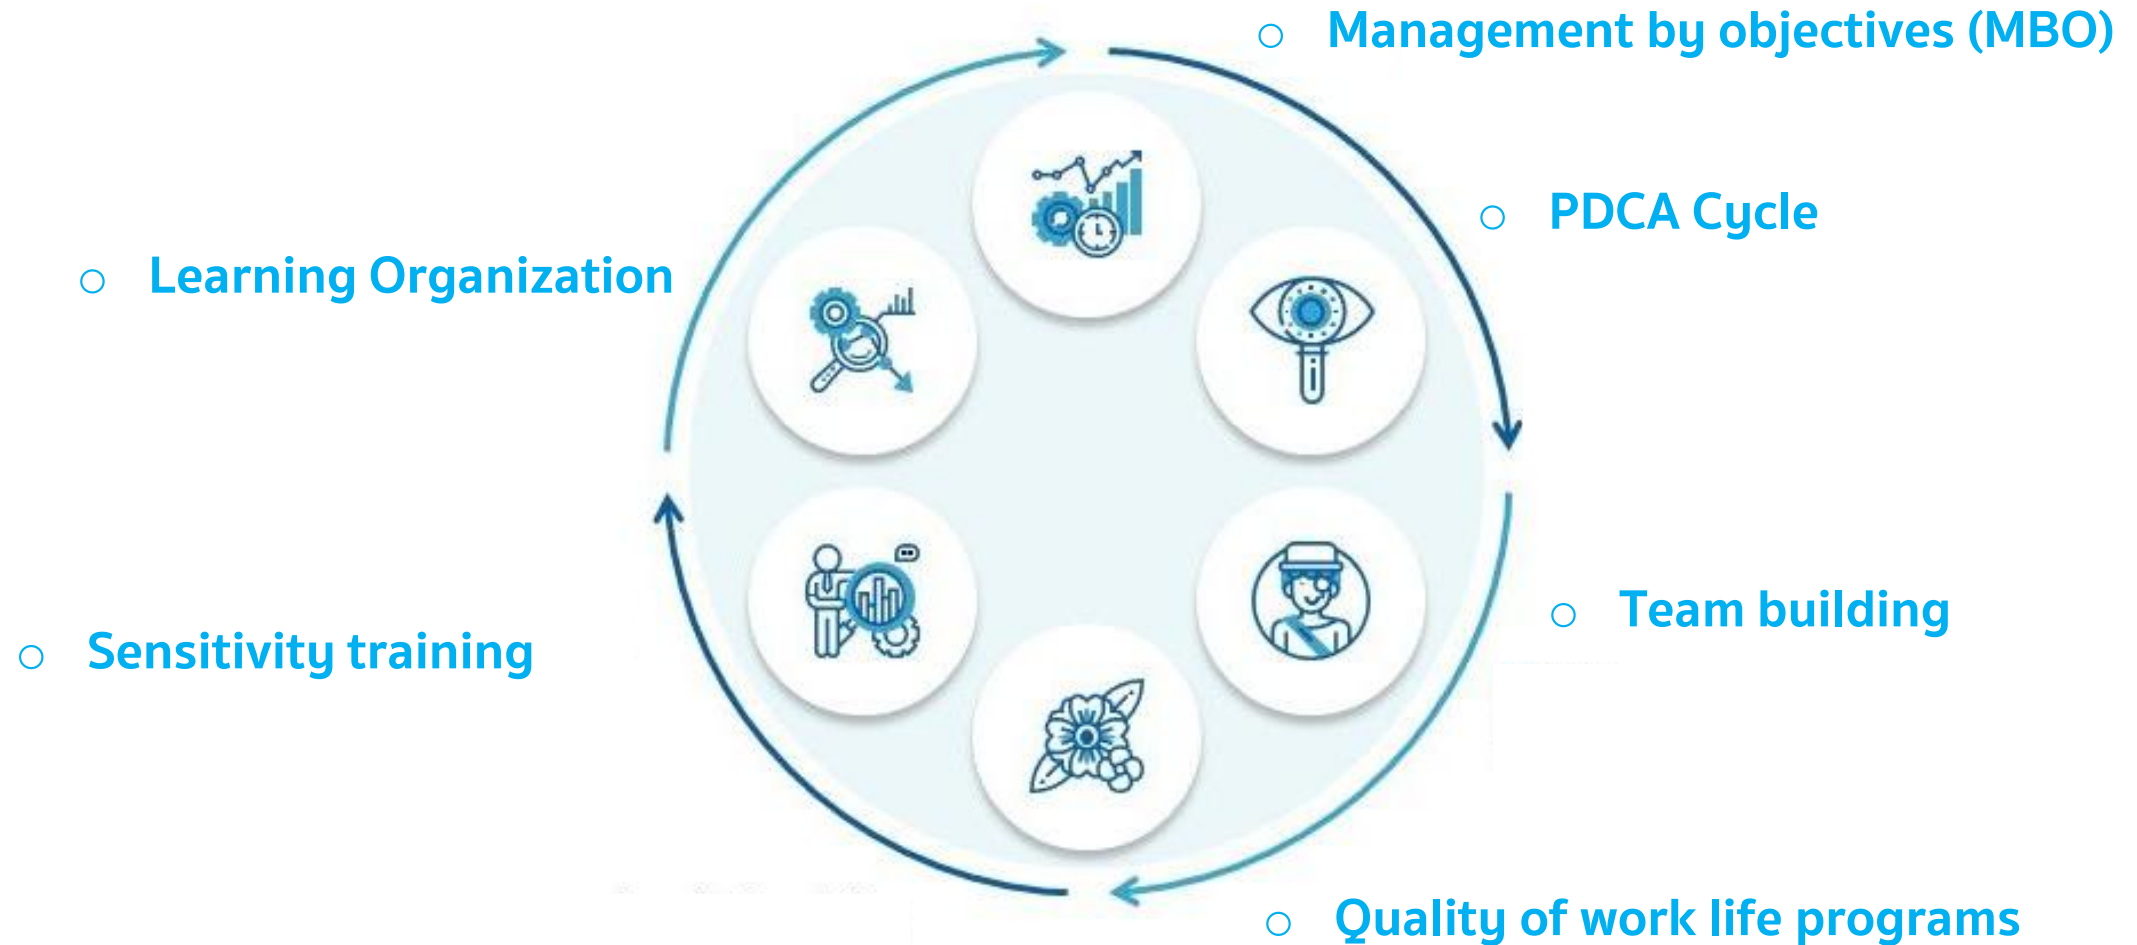 ○ Management by objectives (MBO)
○ PDCA Cycle
○ Learning Organization
○ Team building
○ Sensitivity training
○ Quality of work life programs